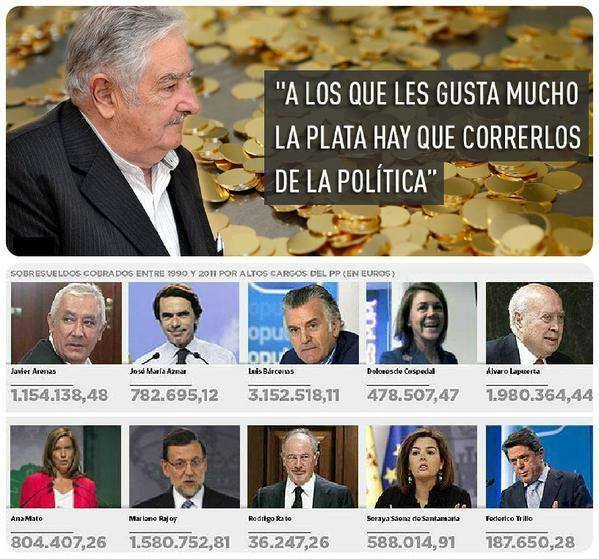 "A LOS QUE LES GUSTA MUCHO
LA PLATA HAY QUE CORRERLOS
DE LA POLÍTICA”
SOBRESUELDOS COBRADOS ENTRE 1990 Y 2011 POR ALTOS CARGOS DEL PP (EN EUROS)
Javier Arenas
1.154.138,48
José María Aznar
782.695,12
Luis Bárcenas
3.152.518,11
Dolores de Cospedal
478.507,47
Álvaro Lapuerta
1.980.364,44
Ana Mato
804.407,26
Mariano Rajoy
1.580.752,81
Rodrigo Rato
36.247,26
Soraya Sáenz de Santamaría
588.014,91
Federico Trillo
187.650,28